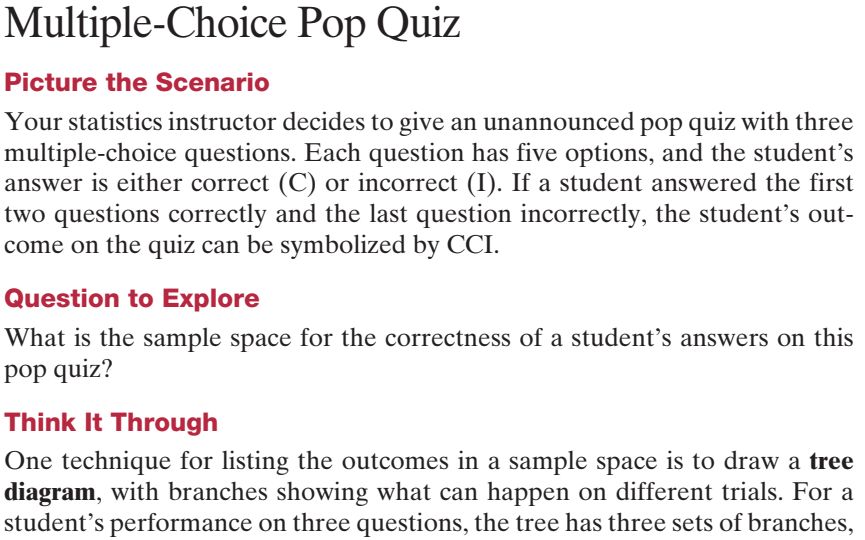 Multiple-Choice Pop Quiz
Picture the Scenario
Your statistics instructor decides to give an unannounced pop quiz with three
multiple-choice questions. Each question has five options, and the student's
answer is either correct (C) or incorrect (I). If a student answered the first
two questions correctly and the last question incorrectly, the student's out-
come on the quiz can be symbolized by CCI.
Question to Explore
What is the sample space for the correctness of a student's answers on this
pop quiz?
Think It Through
One technique for listing the outcomes in a sample space is to draw a tree
diagram, with branches showing what can happen on different trials. For a
student's performance on three questions, the tree has three sets of branches,